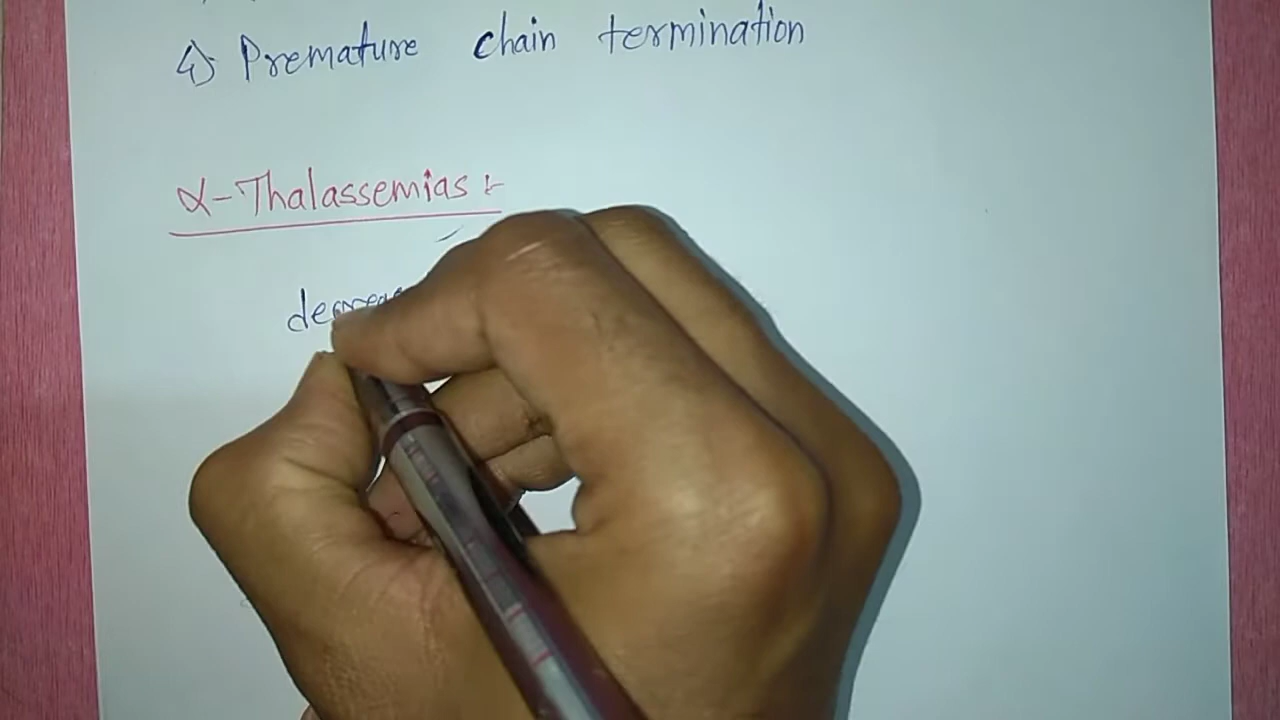 4) Premature chain termination
α-Thalassemias :-